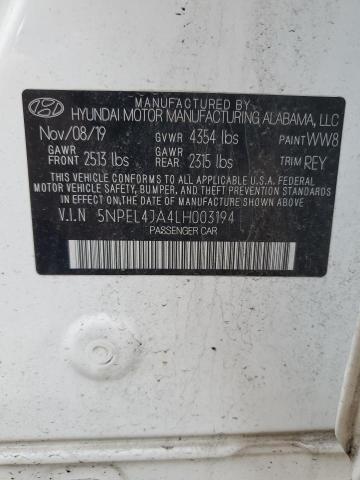 MANUFACTURED BY
HYUNDAI MOTOR MANUFACTURING ALABAMA, LLC
Nov/08/19 GVWR 4354 lbs PAINT WW8
GAWR FRONT 2513 lbs GAWR REAR 2315 lbs TRIM REY
THIS VEHICLE CONFORMS TO ALL APPLICABLE FEDERAL
MOTOR VEHICLE SAFETY, BUMPER, AND THEFT PREVENTION
STANDARDS IN EFFECT ON THE DATE OF MANUFACTURE SHOWN ABOVE.
V.I.N 5NPEL4JA4LH003194
PASSENGER CAR